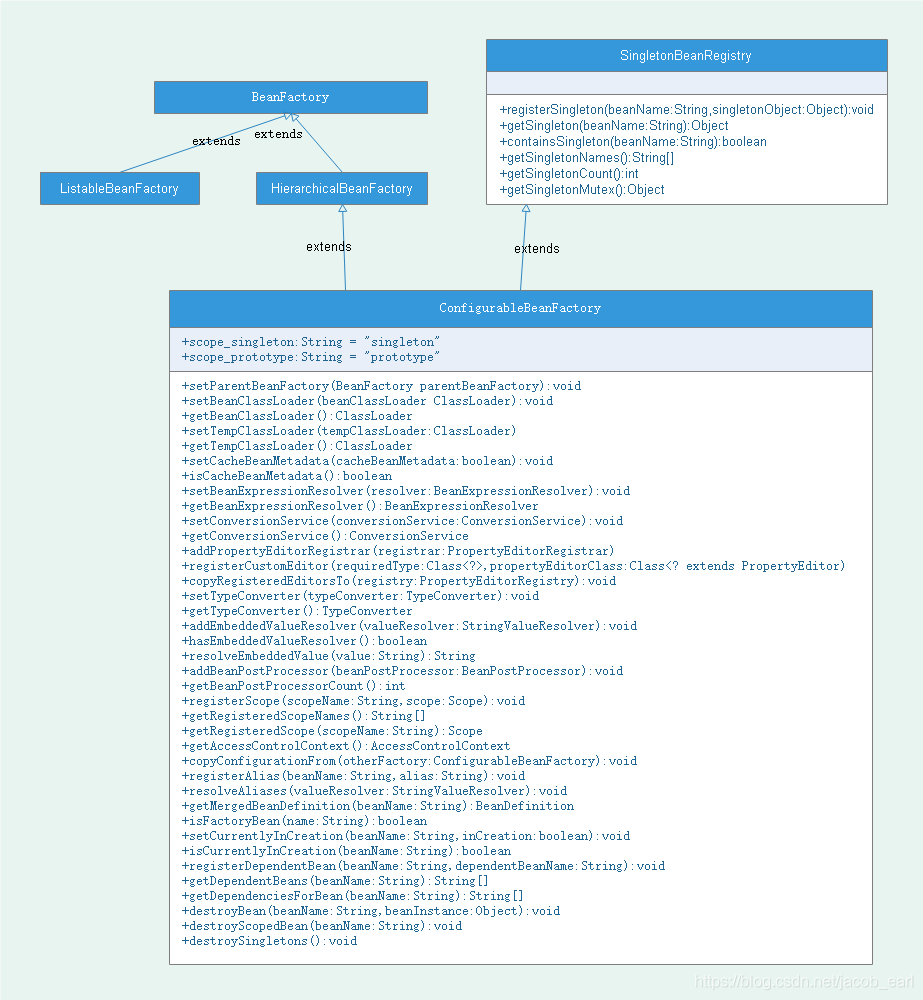 SingletonBeanRegistry
+registerSingleton(beanName:String,singletonObject:Object):void
+getSingleton(beanName:String):Object
+containsSingleton(beanName:String):boolean
+getSingletonNames():String[]
+getSingletonCount():int
+getSingletonMutex():Object
BeanFactory
extends
extends
ListableBeanFactory
HierarchicalBeanFactory
extends
extends
ConfigurableBeanFactory
+scope_singleton:String = "singleton"
+scope_prototype:String = "prototype"
+setParentBeanFactory(BeanFactory parentBeanFactory):void
+setBeanClassLoader(beanClassLoader ClassLoader):void
+getBeanClassLoader():ClassLoader
+setTempClassLoader(tempClassLoader:ClassLoader)
+getTempClassLoader():ClassLoader
+setCacheBeanMetadata(cacheBeanMetadata:boolean):void
+isCacheBeanMetadata():boolean
+setBeanExpressionResolver(resolver:BeanExpressionResolver):void
+getBeanExpressionResolver():BeanExpressionResolver
+setConversionService(conversionService:ConversionService):void
+getConversionService():ConversionService
+addPropertyEditorRegistrar(registrar:PropertyEditorRegistrar)
+registerCustomEditor(requiredType:Class<?>,propertyEditorClass:Class<? extends PropertyEditor)
+copyRegisteredEditorsTo(registry:PropertyEditorRegistry):void
+setTypeConverter(typeConverter:TypeConverter):void
+getTypeConverter():TypeConverter
+addEmbeddedValueResolver(valueResolver:StringValueResolver):void
+hasEmbeddedValueResolver():boolean
+resolveEmbeddedValue(value:String):String
+addBeanPostProcessor(beanPostProcessor:BeanPostProcessor):void
+getBeanPostProcessorCount():int
+registerScope(scopeName:String,scope:Scope):void
+getRegisteredScopeNames():String[]
+getRegisteredScope(scopeName:String):Scope
+getAccessControlContext():AccessControlContext
+copyConfigurationFrom(otherFactory:ConfigurableBeanFactory):void
+registerAlias(beanName:String,alias:String):void
+resolveAliases(valueResolver:StringValueResolver):void
+getMergedBeanDefinition(beanName:String):BeanDefinition
+isFactoryBean(name:String):boolean
+setCurrentlyInCreation(beanName:String,inCreation:boolean):void
+isCurrentlyInCreation(beanName:String):boolean
+registerDependentBean(beanName:String,dependentBeanName:String):void
+getDependentBeans(beanName:String):String[]
+getDependenciesForBean(beanName:String):String[]
+destroyBean(beanName:String,beanInstance:Object):void
+destroyScopedBean(beanName:String):void
+destroySingletons():void
https://blog.csdn.net/jacob_earl